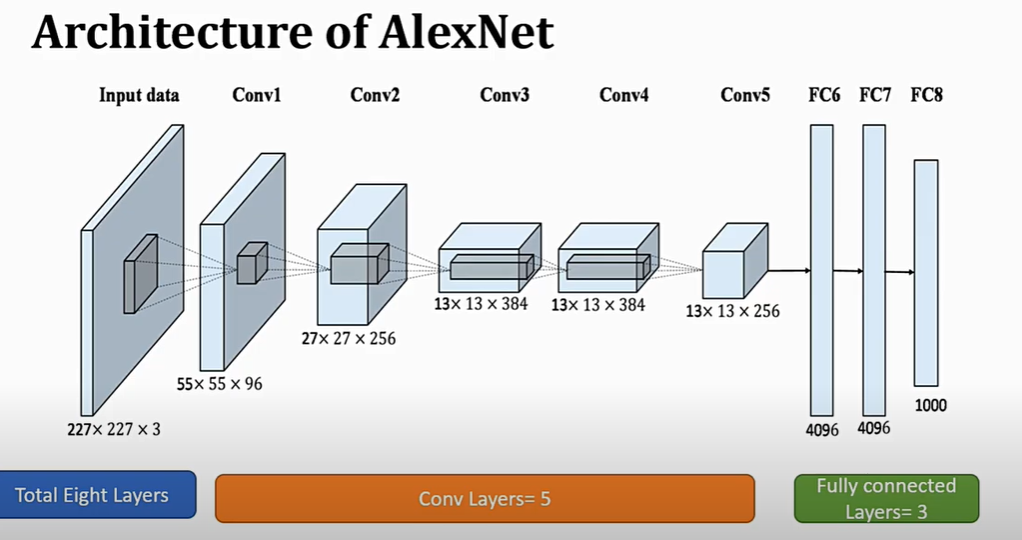 Architecture of AlexNet
Input data Conv1 Conv2 Conv3 Conv4 Conv5 FC6 FC7 FC8
227× 227 × 3
55× 55 × 96
27× 27 × 256
13× 13 × 384
13× 13 × 384
13× 13 × 256
4096
4096
1000
Total Eight Layers
Conv Layers= 5
Fully connected
Layers= 3